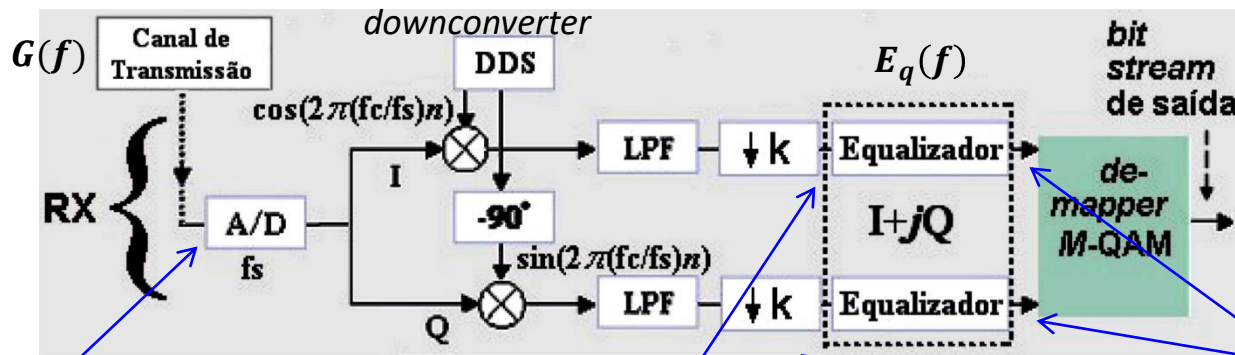 downconverter
G(f)
Canal de
Transmissão
DDS
E_q(f)
bit
stream
de saída
cos(2π(fc/fs)n)
LPF
↓k
Equalizador
I
RX
A/D
fs
-90°
I+jQ
de-
mapper
M-QAM
sin(2π(fc/fs)n)
LPF
↓k
Equalizador
Q